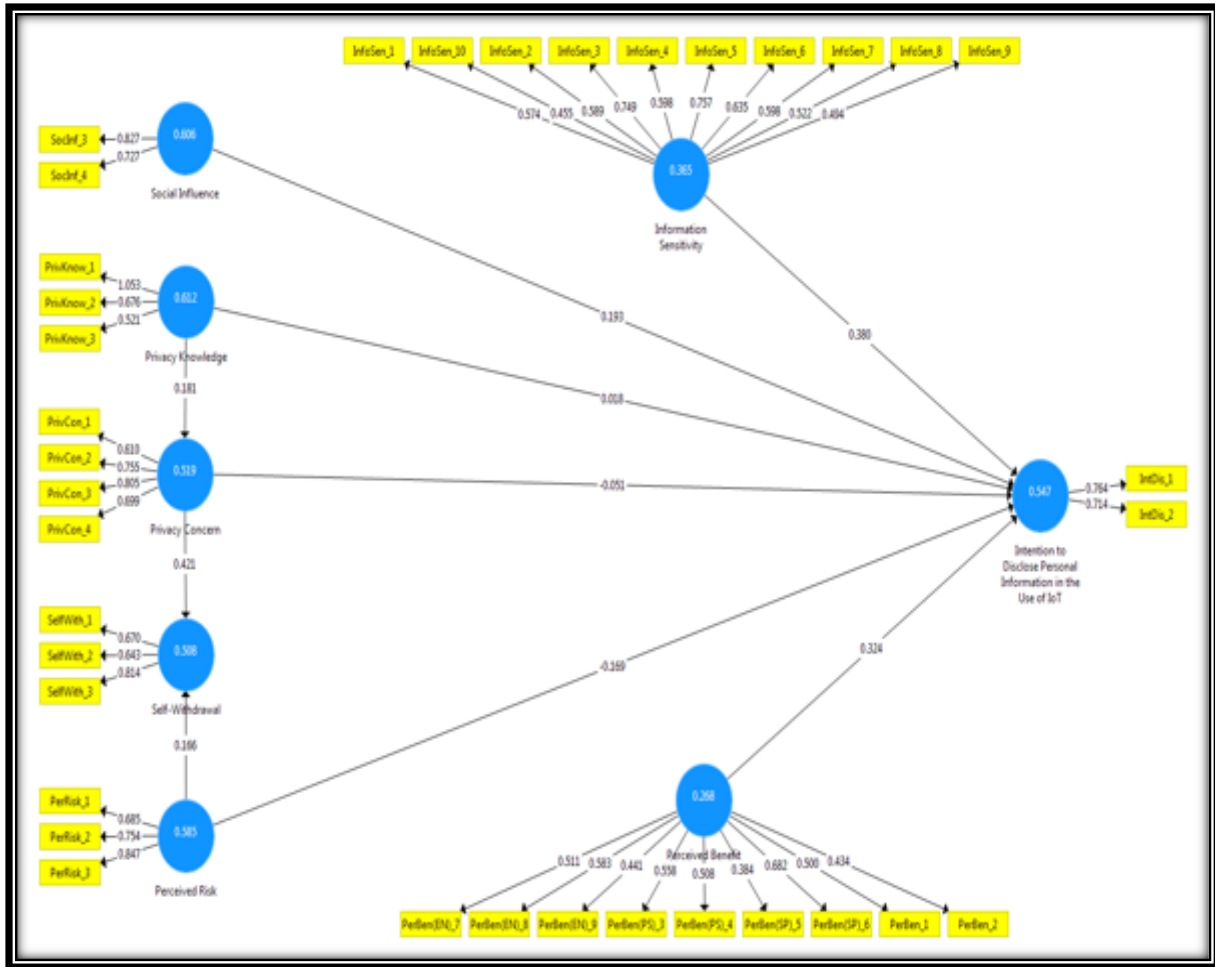 InfoSen_1 InfoSen_10 InfoSen_2 InfoSen_3 InfoSen_4 InfoSen_5 InfoSen_6 InfoSen_7 InfoSen_8 InfoSen_9
0.574 0.455 0.589 0.749 0.598 0.757 0.635 0.598 0.522 0.484
SocInf_3
0.827
SocInf_4
0.727
0.606
Social Influence
0.365
Information
Sensitivity
PrivKnow_1
1.053
PrivKnow_2
0.676
PrivKnow_3
0.521
0.612
Privacy Knowledge
0.193
0.380
0.181
0.018
PrivCon_1
0.610
PrivCon_2
0.755
PrivCon_3
0.805
PrivCon_4
0.699
0.519
Privacy Concern
-0.051
0.547
0.764
IntDis_1
0.714
IntDis_2
Intention to
Disclose Personal
Information in the
Use of IoT
0.421
SelfWith_1
0.670
SelfWith_2
0.643
SelfWith_3
0.814
0.508
Self-Withdrawal
-0.169
0.324
0.166
PerRisk_1
0.685
PerRisk_2
0.754
PerRisk_3
0.847
0.585
Perceived Risk
0.268
Perceived Benefit
0.511 0.583 0.441 0.558 0.508 0.384 0.682 0.500 0.434
PerBen(EN)_7 PerBen(EN)_8 PerBen(EN)_9 PerBen(PS)_3 PerBen(PS)_4 PerBen(SP)_5 PerBen(SP)_6 PerBen_1 PerBen_2